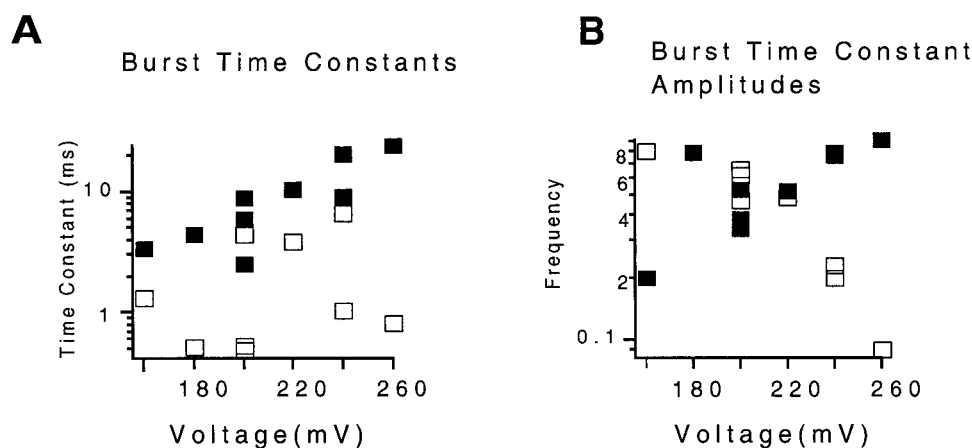 A
Burst Time Constants
Time Constant (ms)
10
1
180
220
260
Voltage(mV)
B
Burst Time Constant
Amplitudes
Frequency
8
6
4
2
0.1
180
220
260
Voltage(mV)